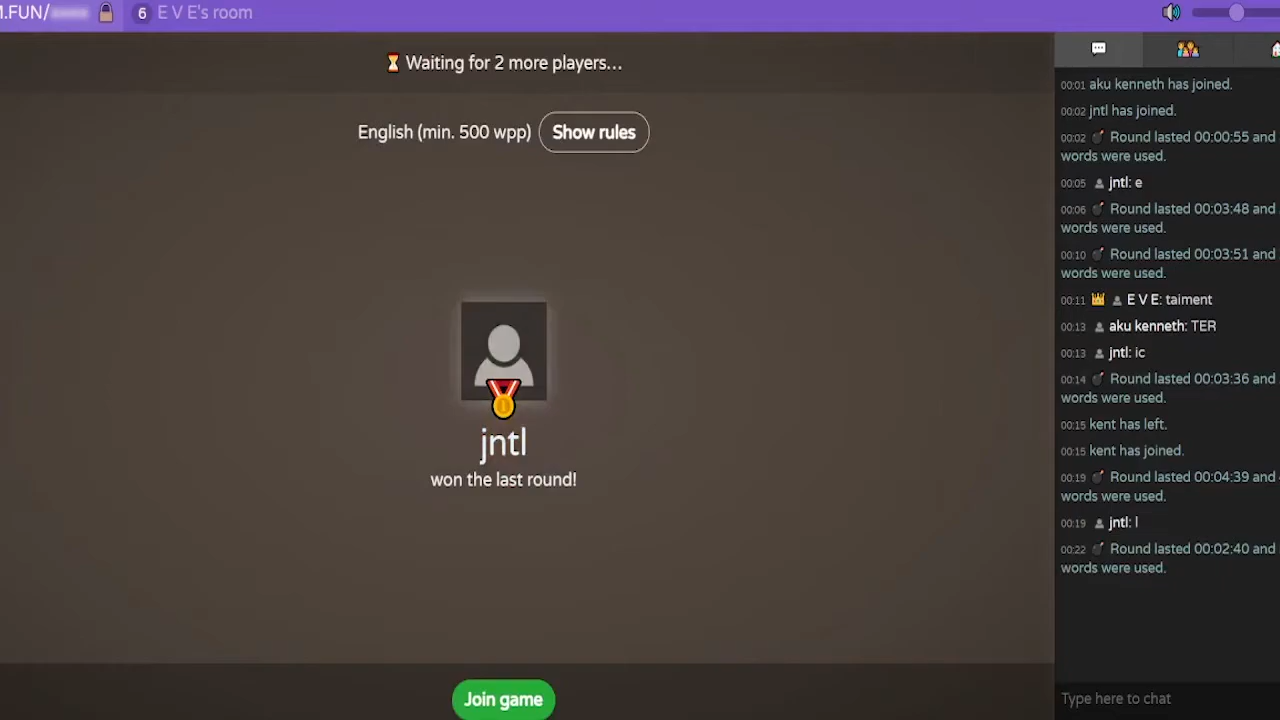 M.FUN/
6 E V E's room
Waiting for 2 more players...
English (min. 500 wpp) Show rules
jntl
won the last round!
Join game
00:01 aku kenneth has joined.
00:02 jntl has joined.
00:02 Round lasted 00:00:55 and
words were used.
00:05 jntl: e
00:06 Round lasted 00:03:48 and
words were used.
00:10 Round lasted 00:03:51 and
words were used.
00:11 E V E: taiment
00:13 aku kenneth: TER
00:13 jntl: ic
00:14 Round lasted 00:03:36 and
words were used.
00:15 kent has left.
00:15 kent has joined.
00:19 Round lasted 00:04:39 and
words were used.
00:19 jntl: l
00:22 Round lasted 00:02:40 and
words were used.
Type here to chat